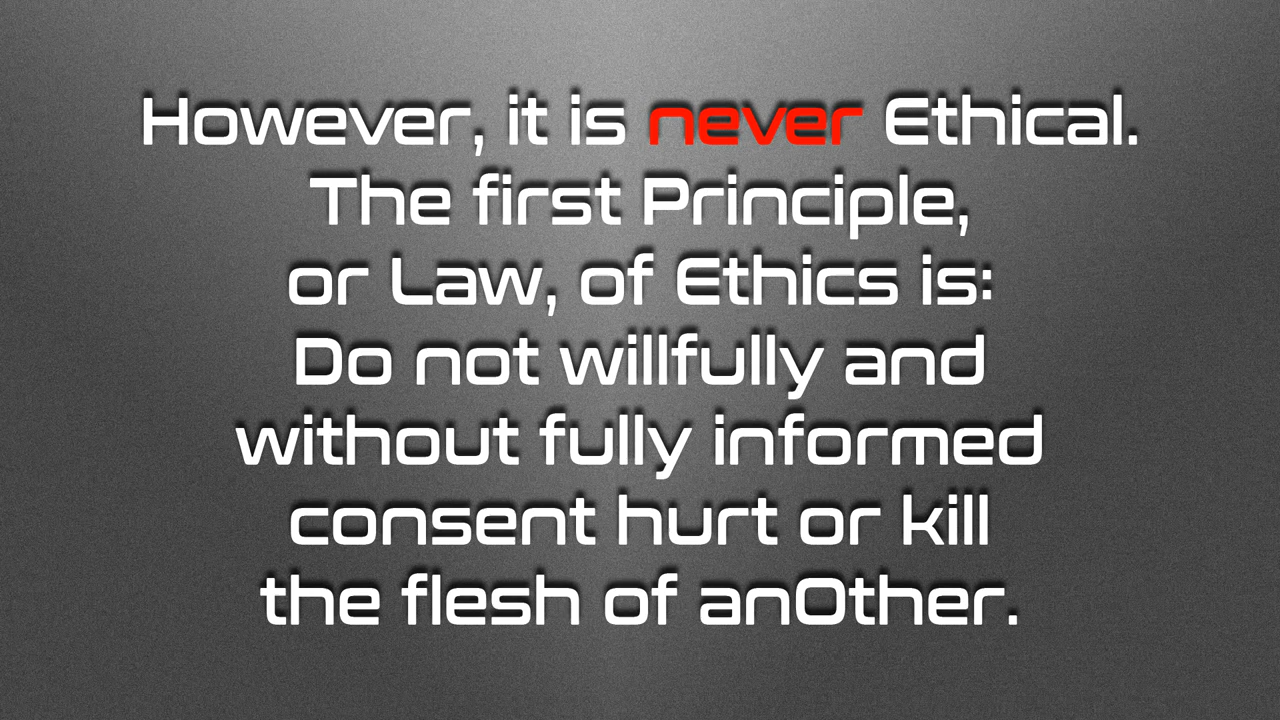 However, it is never Ethical.
The first Principle,
or Law, of Ethics is:
Do not willfully and
without fully informed
consent hurt or kill
the flesh of anOther.